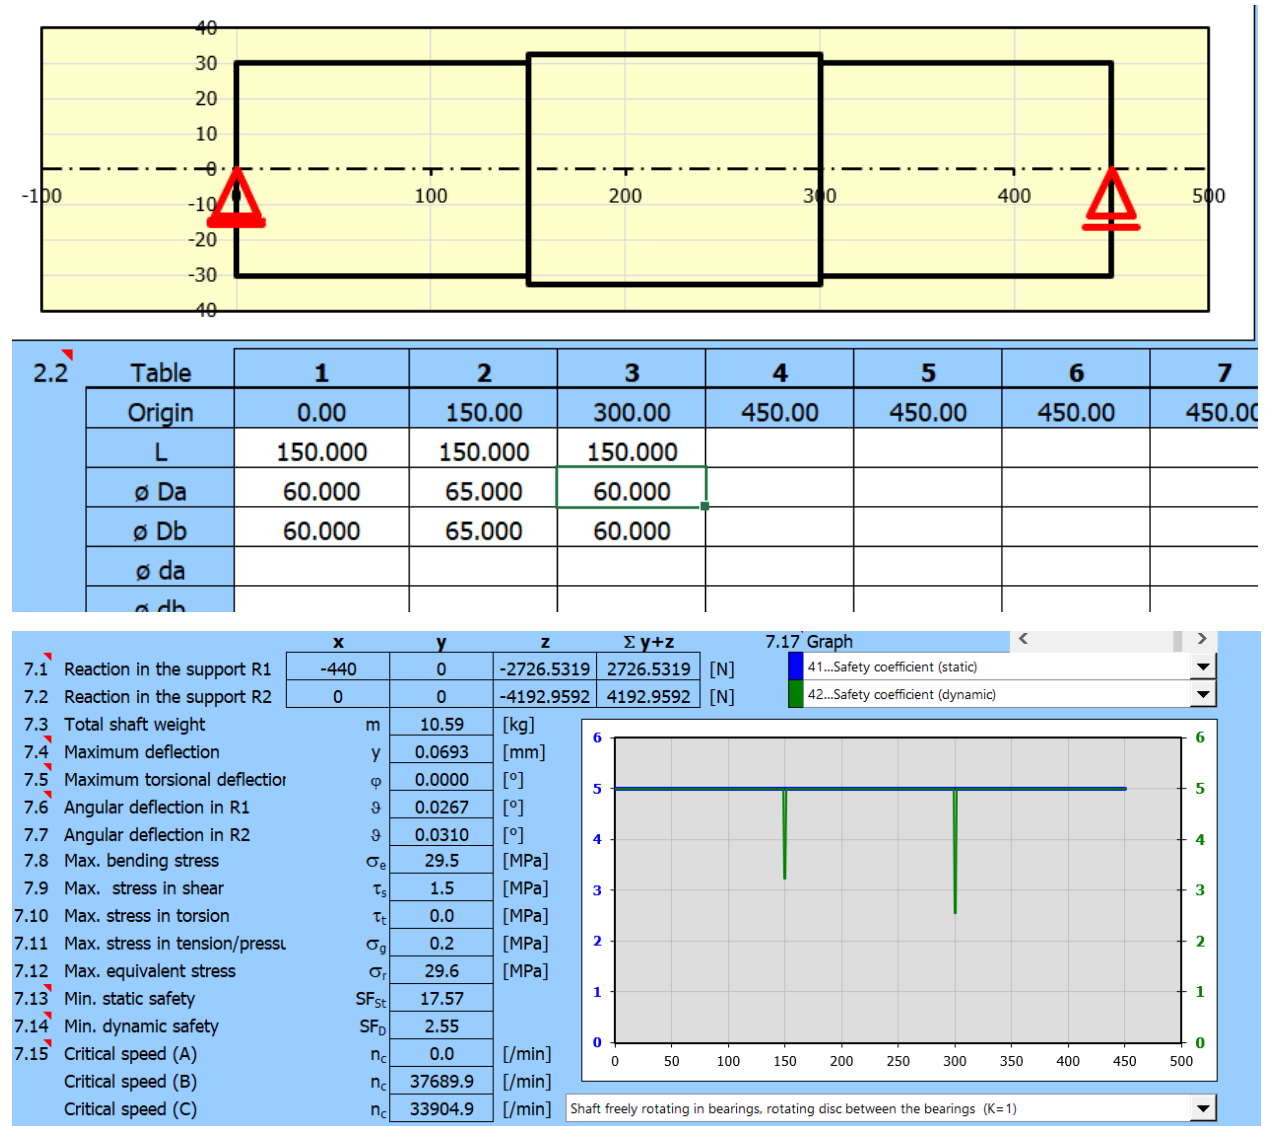 40
30
20
10
0
-100 0 100 200 300 400 500
-10
-20
-30
40
2.2 Table 1 2 3 4 5 6 7
Origin 0.00 150.00 300.00 450.00 450.00 450.00 450.00
L 150.000 150.000 150.000
ø Da 60.000 65.000 60.000
ø Db 60.000 65.000 60.000
ø da
ø db
x y z Σ y+z 7.17 Graph
7.1 Reaction in the support R1 -440 0 -2726.5319 2726.5319 [N] 41...Safety coefficient (static)
7.2 Reaction in the support R2 0 0 -4192.9592 4192.9592 [N] 42...Safety coefficient (dynamic)
7.3 Total shaft weight m 10.59 [kg]
7.4 Maximum deflection y 0.0693 [mm]
7.5 Maximum torsional deflection φ 0.0000 [º]
7.6 Angular deflection in R1 ϑ 0.0267 [º]
7.7 Angular deflection in R2 ϑ 0.0310 [º]
7.8 Max. bending stress σe 29.5 [MPa]
7.9 Max. stress in shear τs 1.5 [MPa]
7.10 Max. stress in torsion τt 0.0 [MPa]
7.11 Max. stress in tension/pressu σg 0.2 [MPa]
7.12 Max. equivalent stress σr 29.6 [MPa]
7.13 Min. static safety SFSt 17.57
7.14 Min. dynamic safety SFD 2.55
7.15 Critical speed (A) nc 0.0 [/min]
Critical speed (B) nc 37689.9 [/min]
Critical speed (C) nc 33904.9 [/min] Shaft freely rotating in bearings, rotating disc between the bearings (K=1)
6 6
5 5
4 4
3 3
2 2
1 1
0 0
0 50 100 150 200 250 300 350 400 450 500